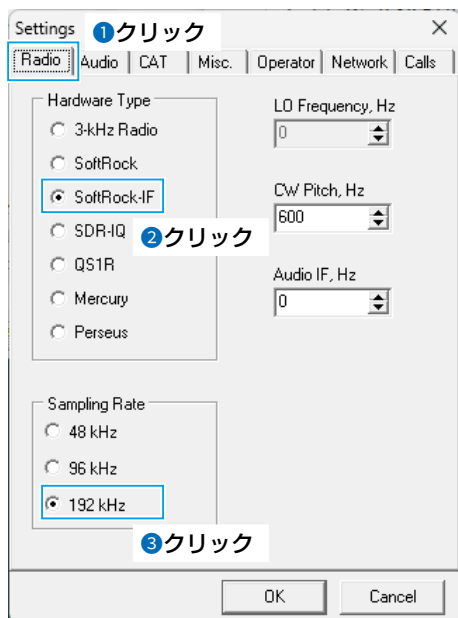 Settings
❶クリック
Radio Audio CAT Misc. Operator Network Calls
Hardware Type
3-kHz Radio
SoftRock
SoftRock-IF
❷クリック
SDR-IQ
QS1R
Mercury
Perseus
LO Frequency, Hz
0
CW Pitch, Hz
600
Audio IF, Hz
0
Sampling Rate
48 kHz
96 kHz
192 kHz
❸クリック
OK Cancel